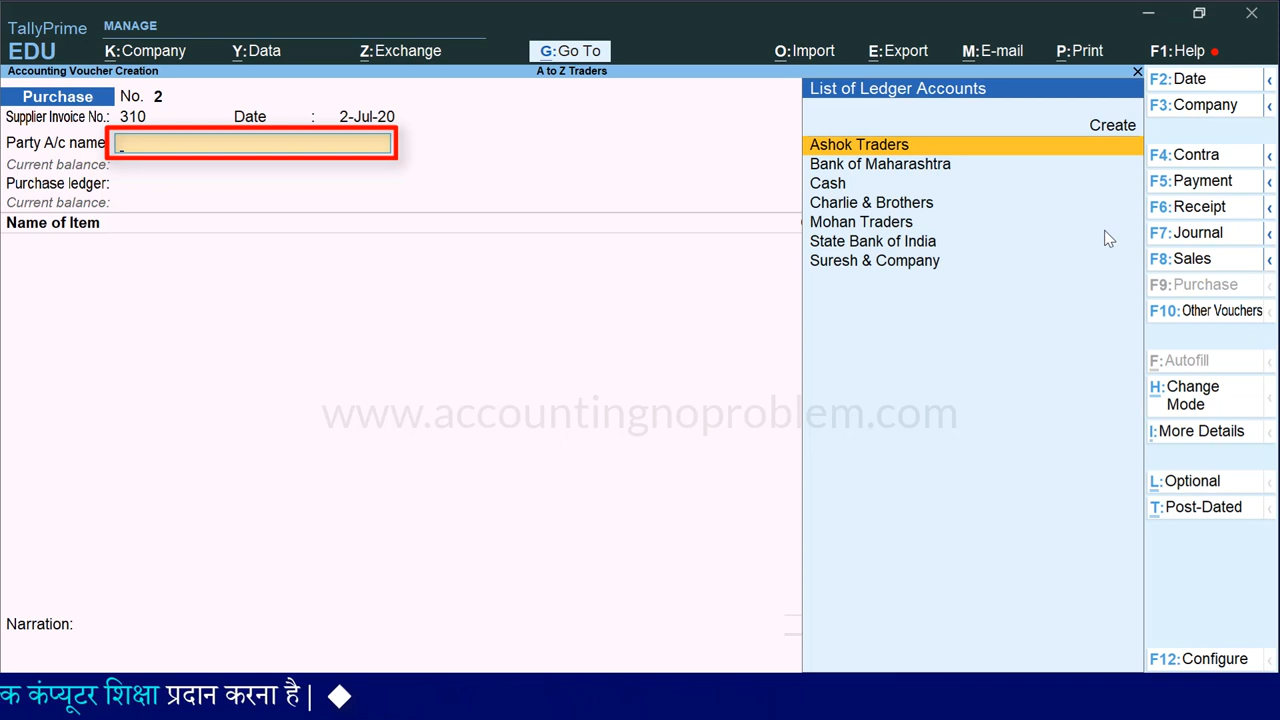 TallyPrime MANAGE
EDU K:Company Y:Data Z:Exchange G:Go To O:Import E:Export M:E-mail P:Print F1:Help
Accounting Voucher Creation A to Z Traders
Purchase No. 2
Supplier Invoice No.: 310 Date : 2-Jul-20
Party A/c name
Current balance:
Purchase ledger:
Current balance:
Name of Item
Narration:
List of Ledger Accounts
Create
Ashok Traders
Bank of Maharashtra
Cash
Charlie & Brothers
Mohan Traders
State Bank of India
Suresh & Company
F2:Date
F3:Company
F4:Contra
F5:Payment
F6:Receipt
F7:Journal
F8:Sales
F9:Purchase
F10:Other Vouchers
F:Autofill
H:Change
Mode
I:More Details
L:Optional
T:Post-Dated
F12:Configure
www.accountingnoproblem.com
क कंप्यूटर शिक्षा प्रदान करना है|